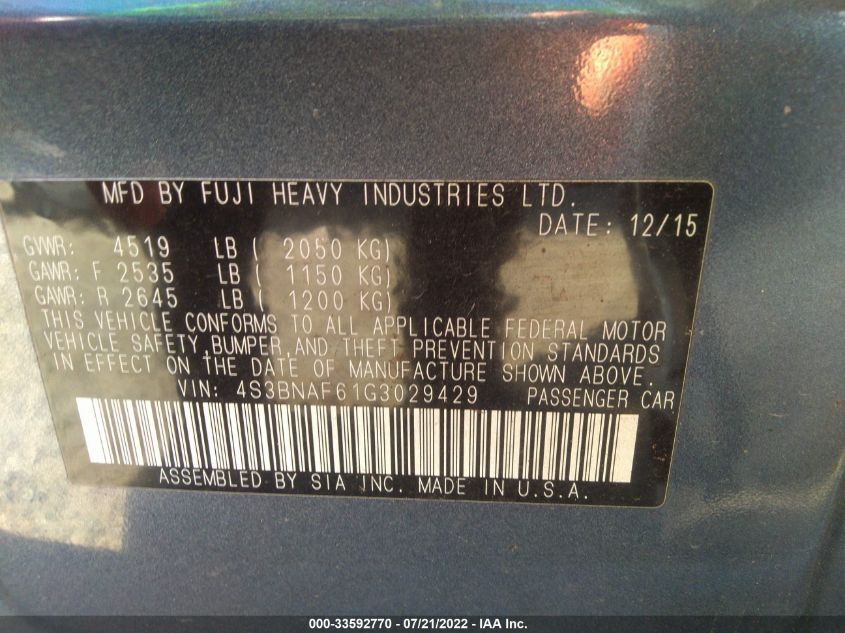 MFD BY FUJI HEAVY INDUSTRIES LTD.
DATE: 12/15
GVWR: 4519 LB ( 2050 KG)
GAWR: F 2535 LB ( 1150 KG)
GAWR: R 2645 LB ( 1200 KG)
THIS VEHICLE CONFORMS TO ALL APPLICABLE FEDERAL MOTOR
VEHICLE SAFETY,BUMPER,AND THEFT PREVENTION STANDARDS
IN EFFECT ON THE DATE OF MANUFACTURE SHOWN ABOVE.
VIN: 4S3BNAF61G3029429 PASSENGER CAR
ASSEMBLED BY SIA INC. MADE IN U.S.A.
000-33592770 - 07/21/2022 - IAA Inc.